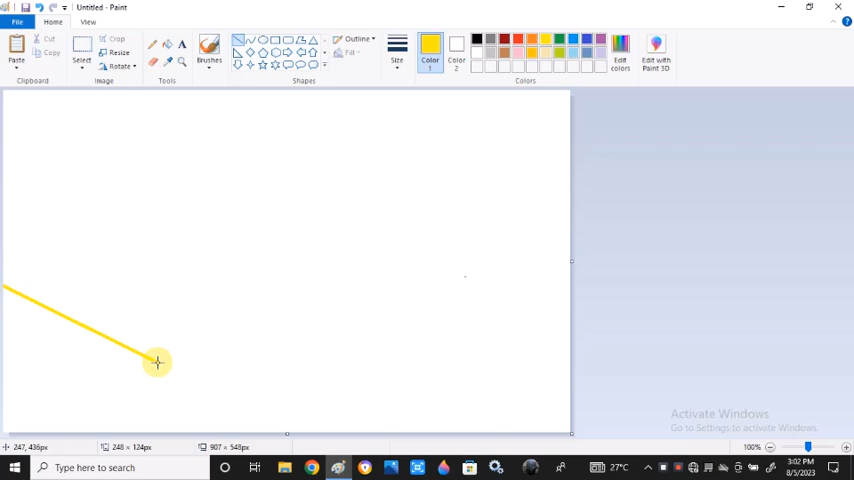 Untitled - Paint
File
Home
View
Paste
Cut
Copy
Clipboard
Select
Crop
Resize
Rotate
Image
A
Tools
Brushes
Shapes
Outline
Fill
Size
Color 1
Color 2
Colors
Edit colors
Edit with Paint 3D
Activate Windows
Go to Settings to activate Windows.
247, 436px
248 × 124px
907 × 548px
100%
Type here to search
27°C
3:02 PM
8/5/2023